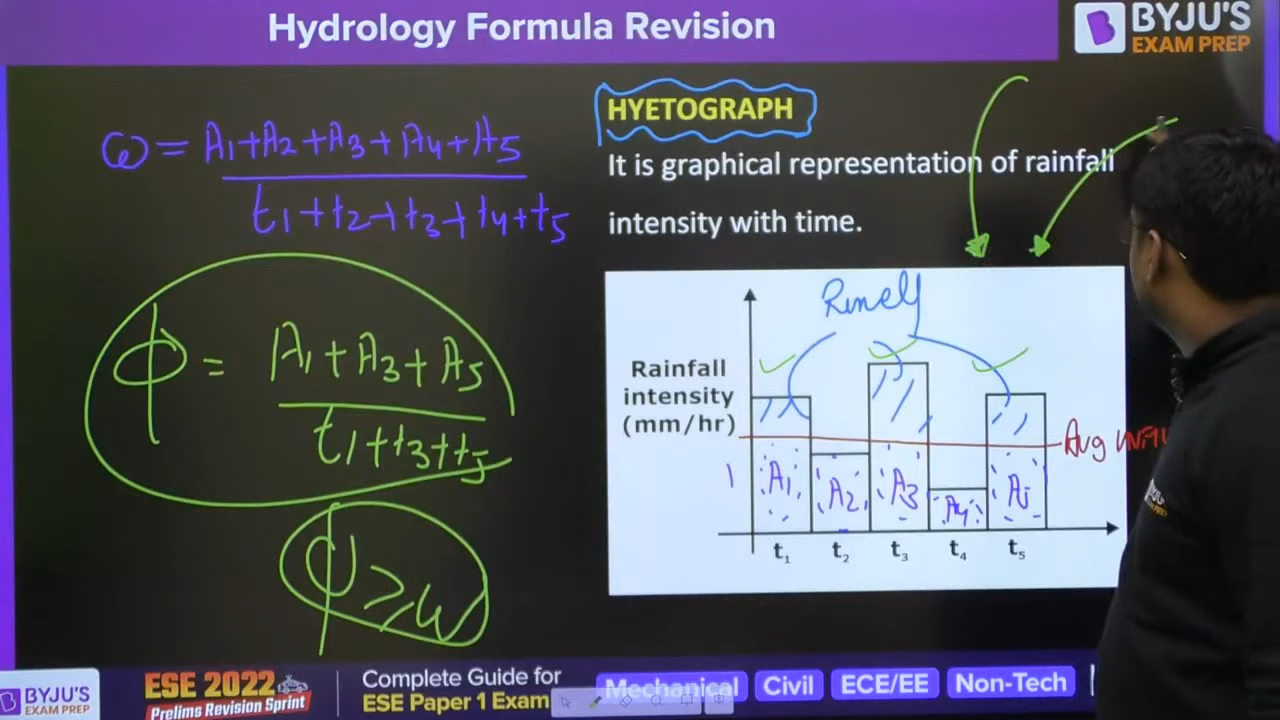 Hydrology Formula Revision
BYJU'S
EXAM PREP
ω = A1+A2+A3+A4+A5
t1+t2+t3+t4+t5
ϕ = A1+A3+A5
t1+t3+t5
ϕ ≥ ω
HYETOGRAPH
It is graphical representation of rainfall
intensity with time.
Rainfall
intensity
(mm/hr)
Avg
A1 A2 A3 A4 A5
t₁ t₂ t₃ t₄ t₅
BYJU'S
EXAM PREP
ESE 2022
Prelims Revision Sprint
Complete Guide for
ESE Paper 1 Exam
Mechanical Civil ECE/EE Non-Tech